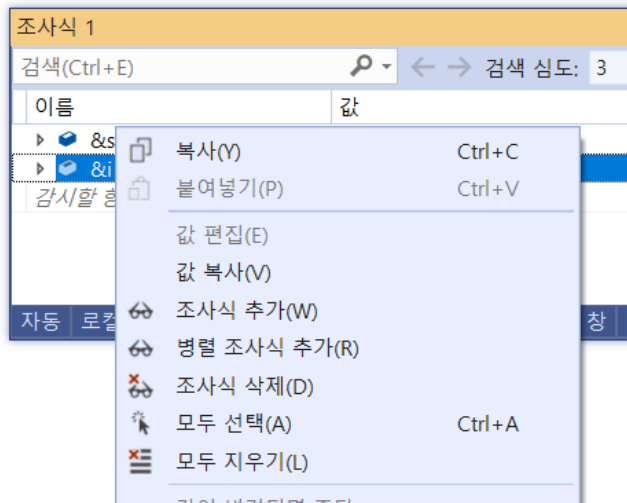 조사식 1
검색(Ctrl+E) 검색 심도: 3
이름 값
&s
&i
감시할
복사(Y) Ctrl+C
붙여넣기(P) Ctrl+V
값 편집(E)
값 복사(V)
조사식 추가(W)
병렬 조사식 추가(R)
조사식 삭제(D)
모두 선택(A) Ctrl+A
모두 지우기(L)
자동 로컬 창